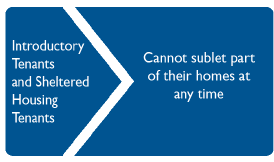 Introductory
Tenants
and Sheltered
Housing
Tenants
Cannot sublet part
of their homes at
any time